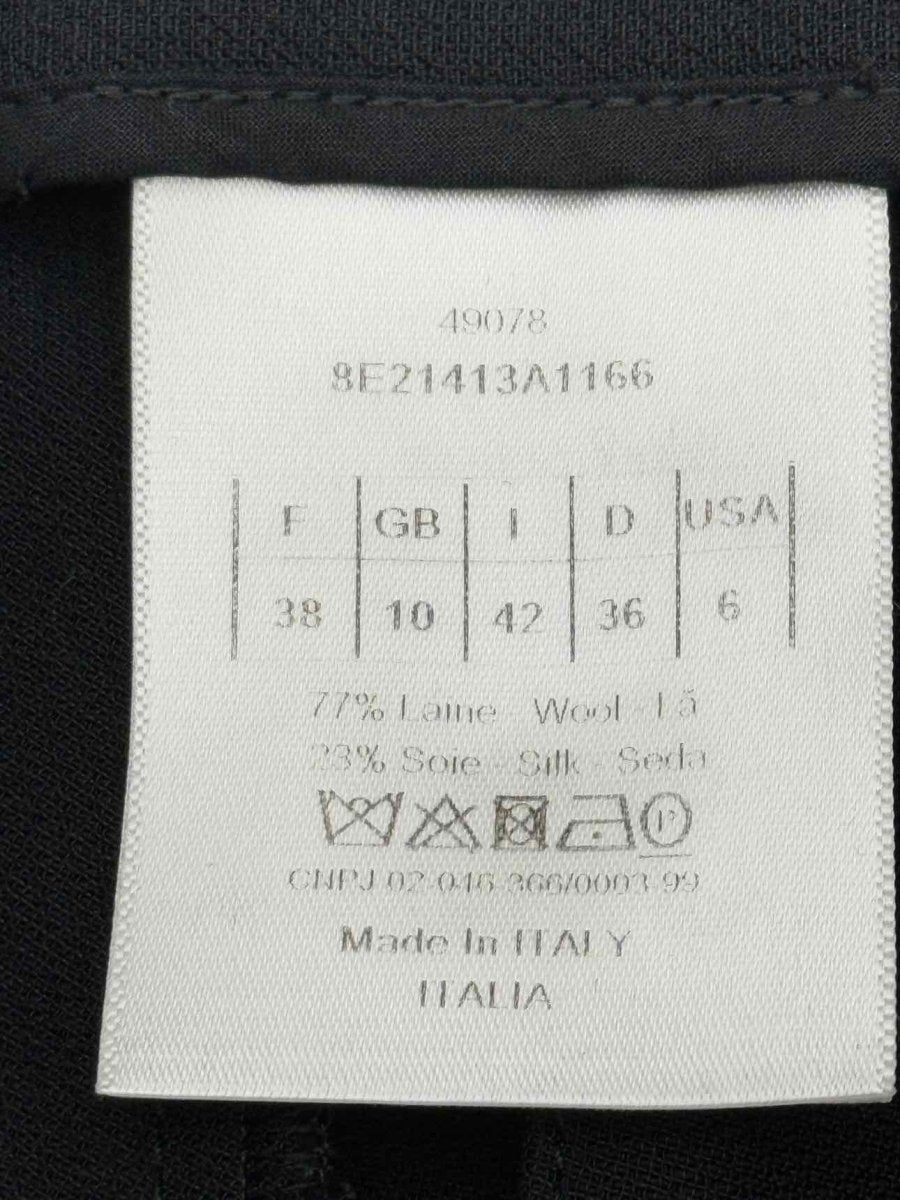 49078
8E21413A1166
F GB I D USA
38 10 42 36 6
77% Laine - Wool - Lã
23% Soie - Silk - Seda
P
CNPJ 02-046-366/0003-99
Made In ITALY
ITALIA